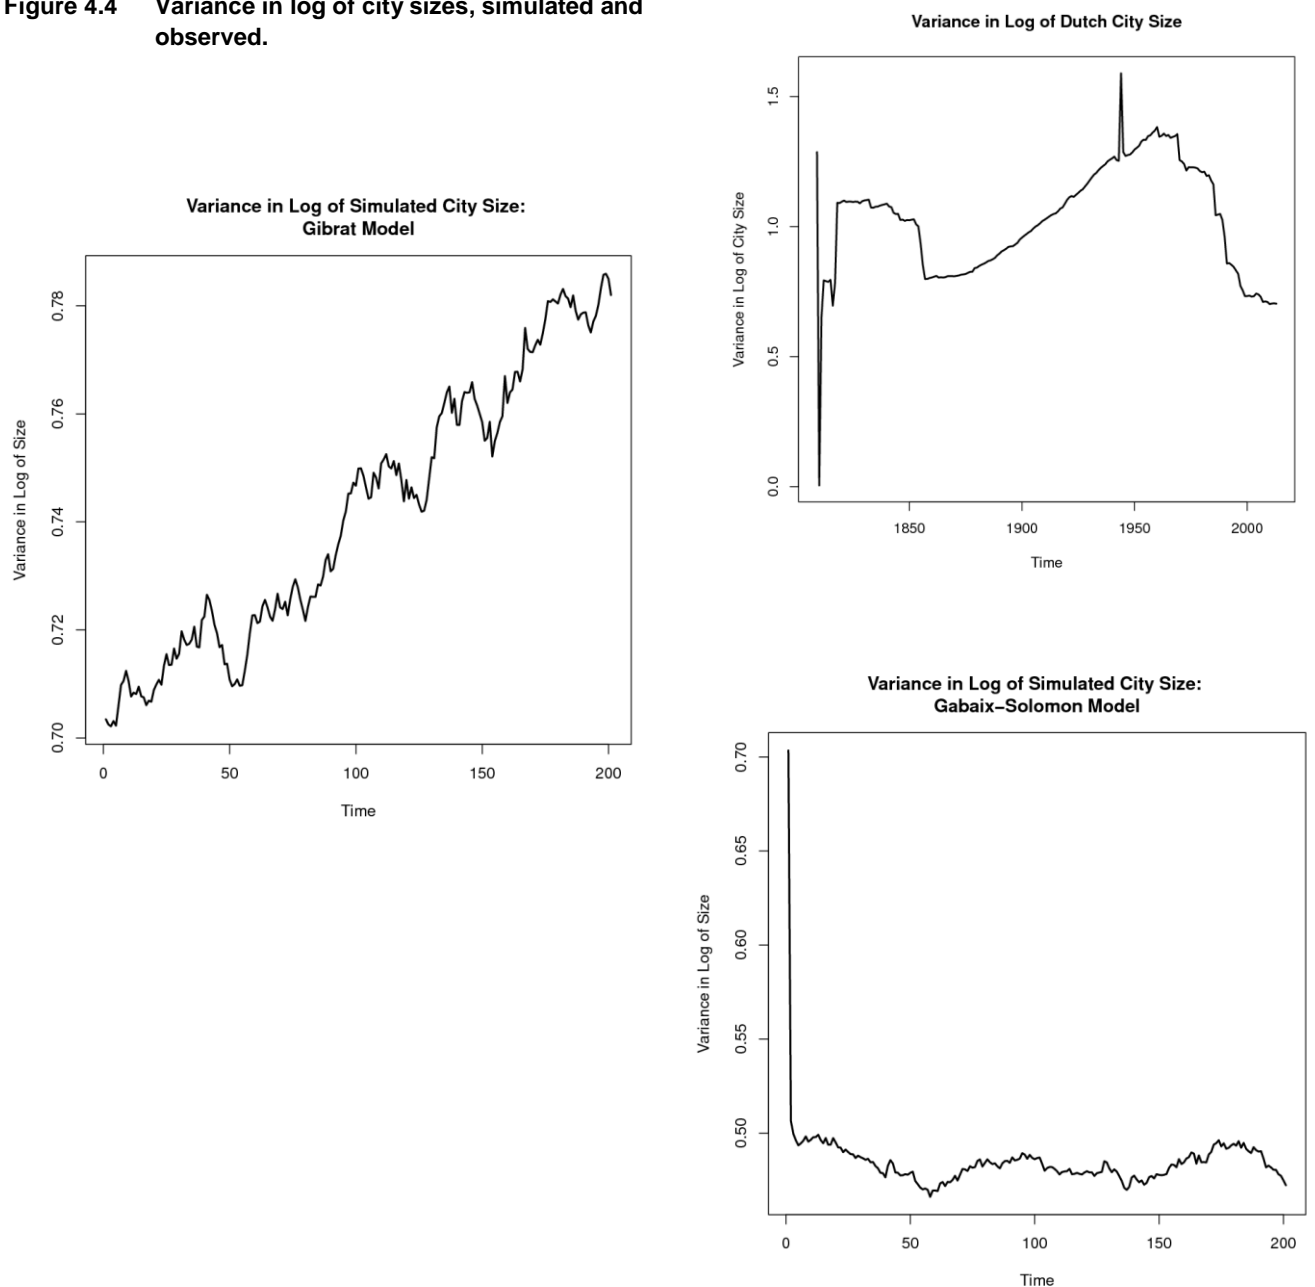 Figure 4.4 Variance in log of city sizes, simulated and
observed.
Variance in Log of Dutch City Size
Variance in Log of City Size
1.5
1.0
0.5
0.0
1850 1900 1950 2000
Time
Variance in Log of Simulated City Size:
Gibrat Model
Variance in Log of Size
0.78
0.76
0.74
0.72
0.70
0 50 100 150 200
Time
Variance in Log of Simulated City Size:
Gabaix−Solomon Model
Variance in Log of Size
0.70
0.65
0.60
0.55
0.50
0 50 100 150 200
Time